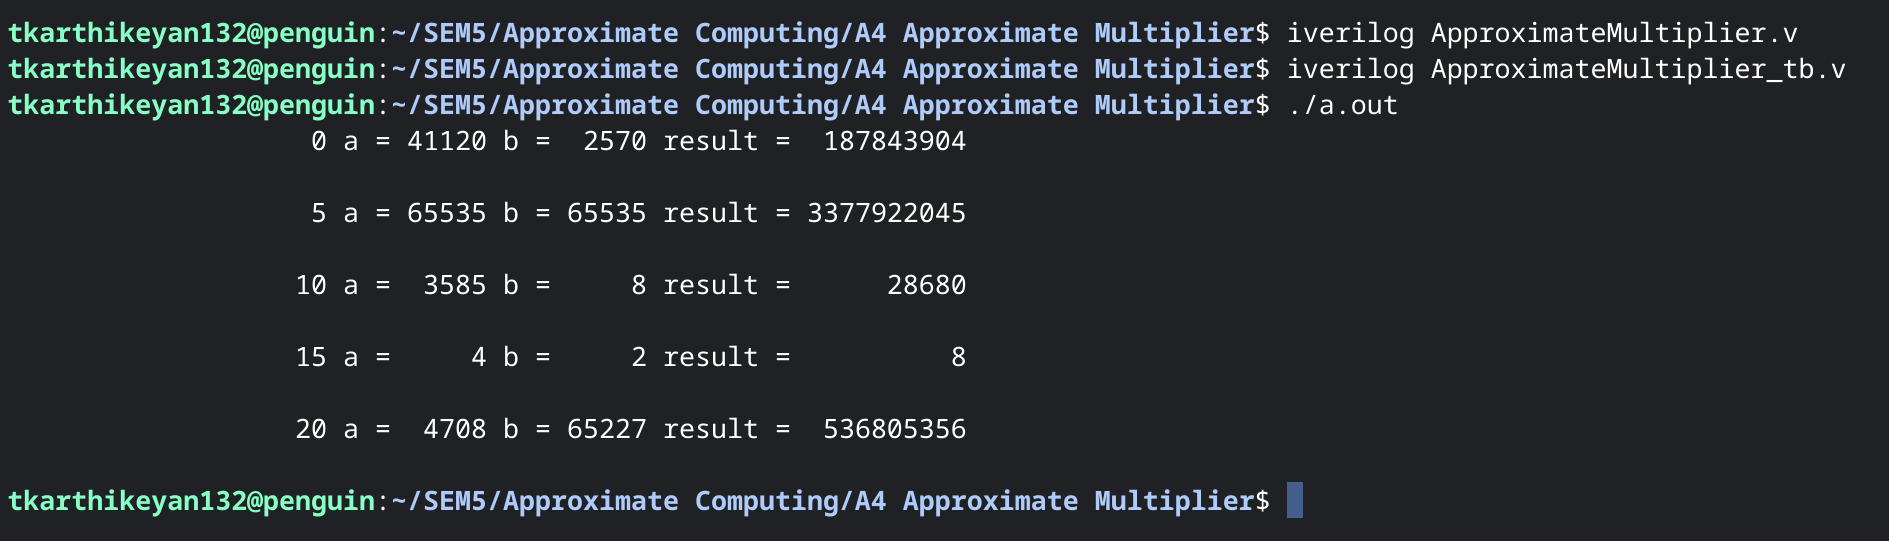 tkarthikeyan132@penguin:~/SEM5/Approximate Computing/A4 Approximate Multiplier$ iverilog ApproximateMultiplier.v
tkarthikeyan132@penguin:~/SEM5/Approximate Computing/A4 Approximate Multiplier$ iverilog ApproximateMultiplier_tb.v
tkarthikeyan132@penguin:~/SEM5/Approximate Computing/A4 Approximate Multiplier$ ./a.out
0 a = 41120 b =  2570 result =  187843904
5 a = 65535 b = 65535 result = 3377922045
10 a =  3585 b =     8 result =      28680
15 a =     4 b =     2 result =          8
20 a =  4708 b = 65227 result =  536805356
tkarthikeyan132@penguin:~/SEM5/Approximate Computing/A4 Approximate Multiplier$